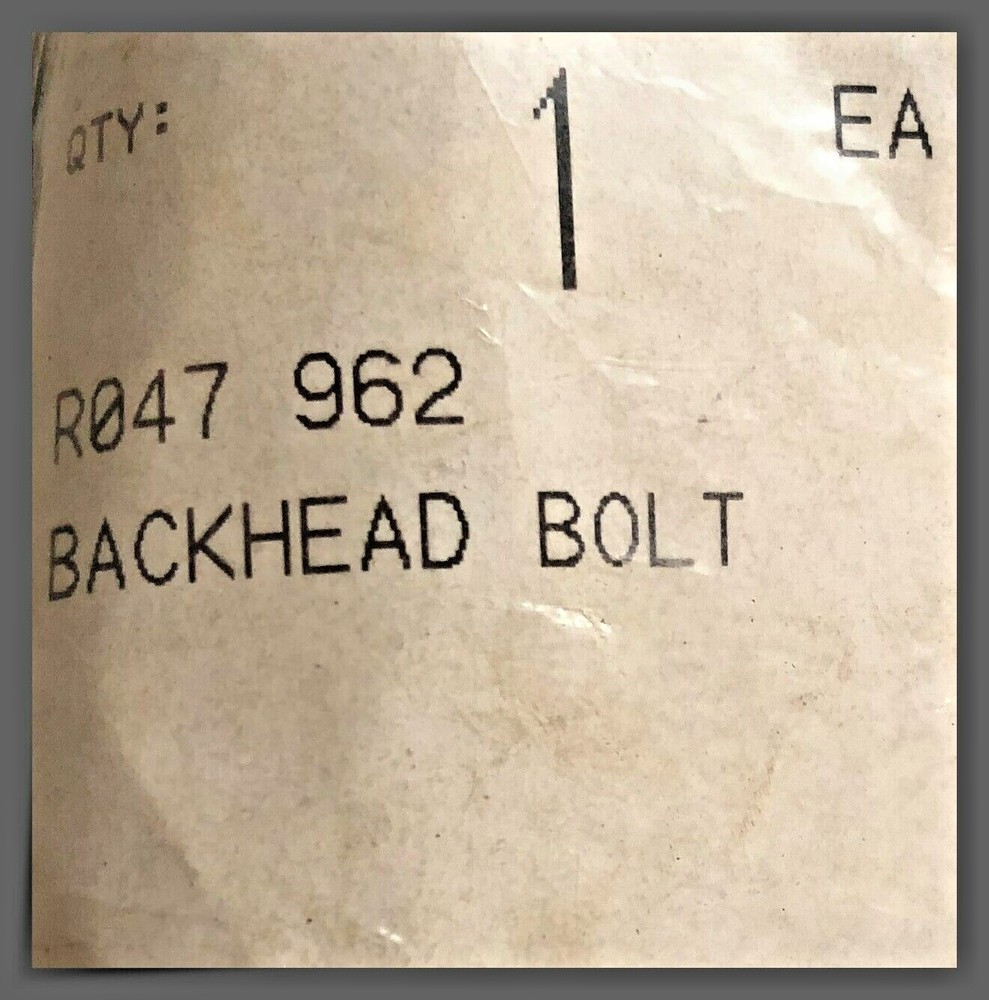 QTY: 1 EA
R047 962
BACKHEAD BOLT